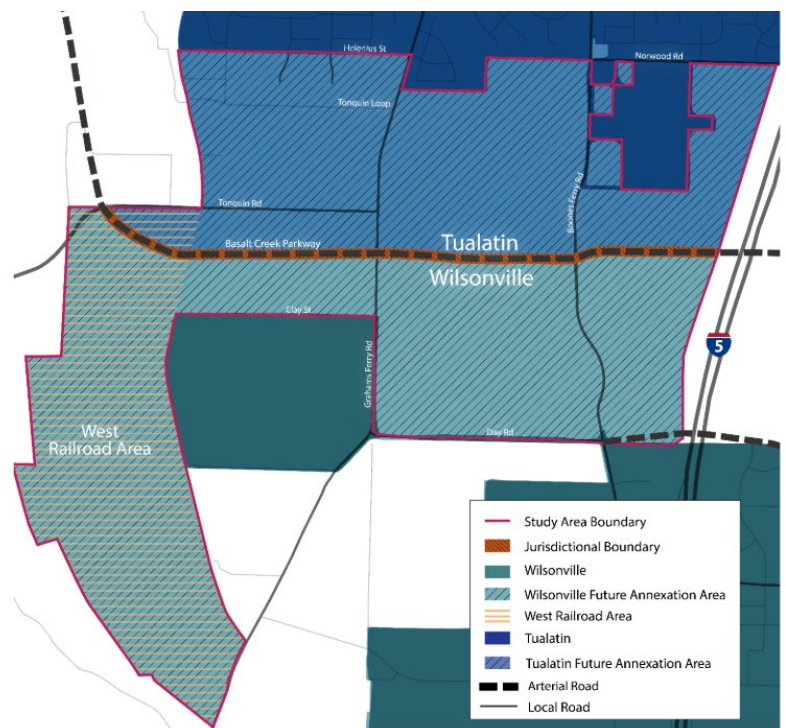 Helenius St
Norwood Rd
Tonquin Loop
Boones Ferry Rd
Tonquin Rd
Basalt Creek Parkway
Tualatin
Wilsonville
Clay St
5
Grahams Ferry Rd
West
Railroad Area
Day Rd
Study Area Boundary
Jurisdictional Boundary
Wilsonville
Wilsonville Future Annexation Area
West Railroad Area
Tualatin
Tualatin Future Annexation Area
Arterial Road
Local Road